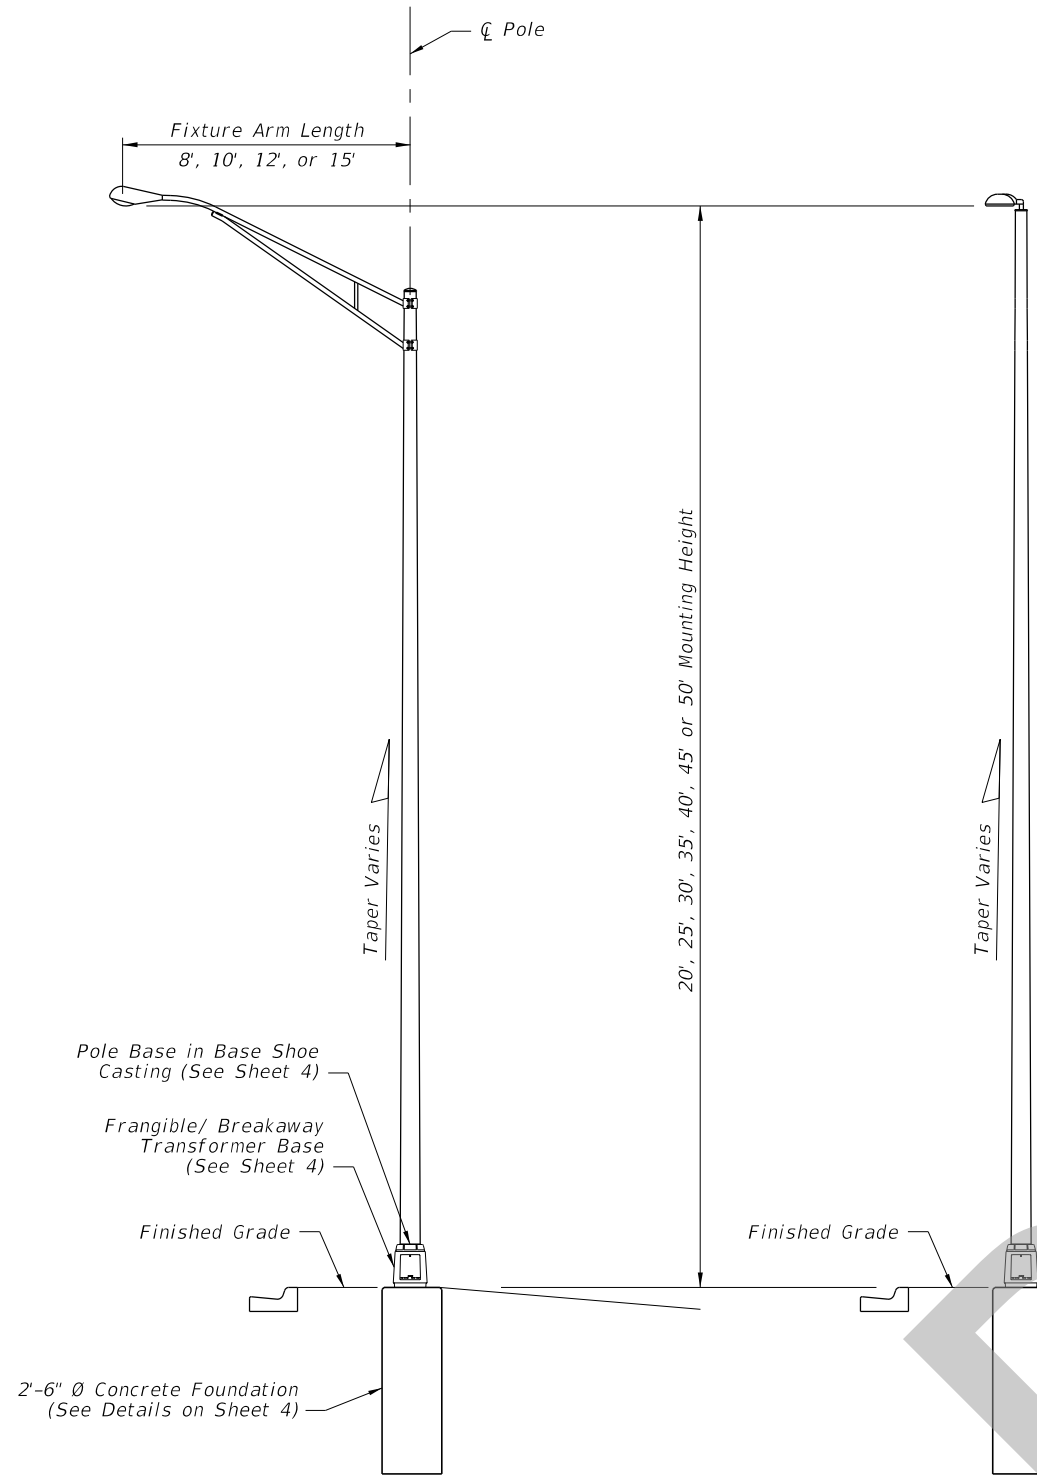 ℄ Pole
Fixture Arm Length
8', 10', 12', or 15'
20', 25', 30', 35', 40', 45' or 50' Mounting Height
Taper Varies
Taper Varies
Pole Base in Base Shoe
Casting (See Sheet 4)
Frangible/ Breakaway
Transformer Base
(See Sheet 4)
Finished Grade
Finished Grade
2'-6" Ø Concrete Foundation
(See Details on Sheet 4)